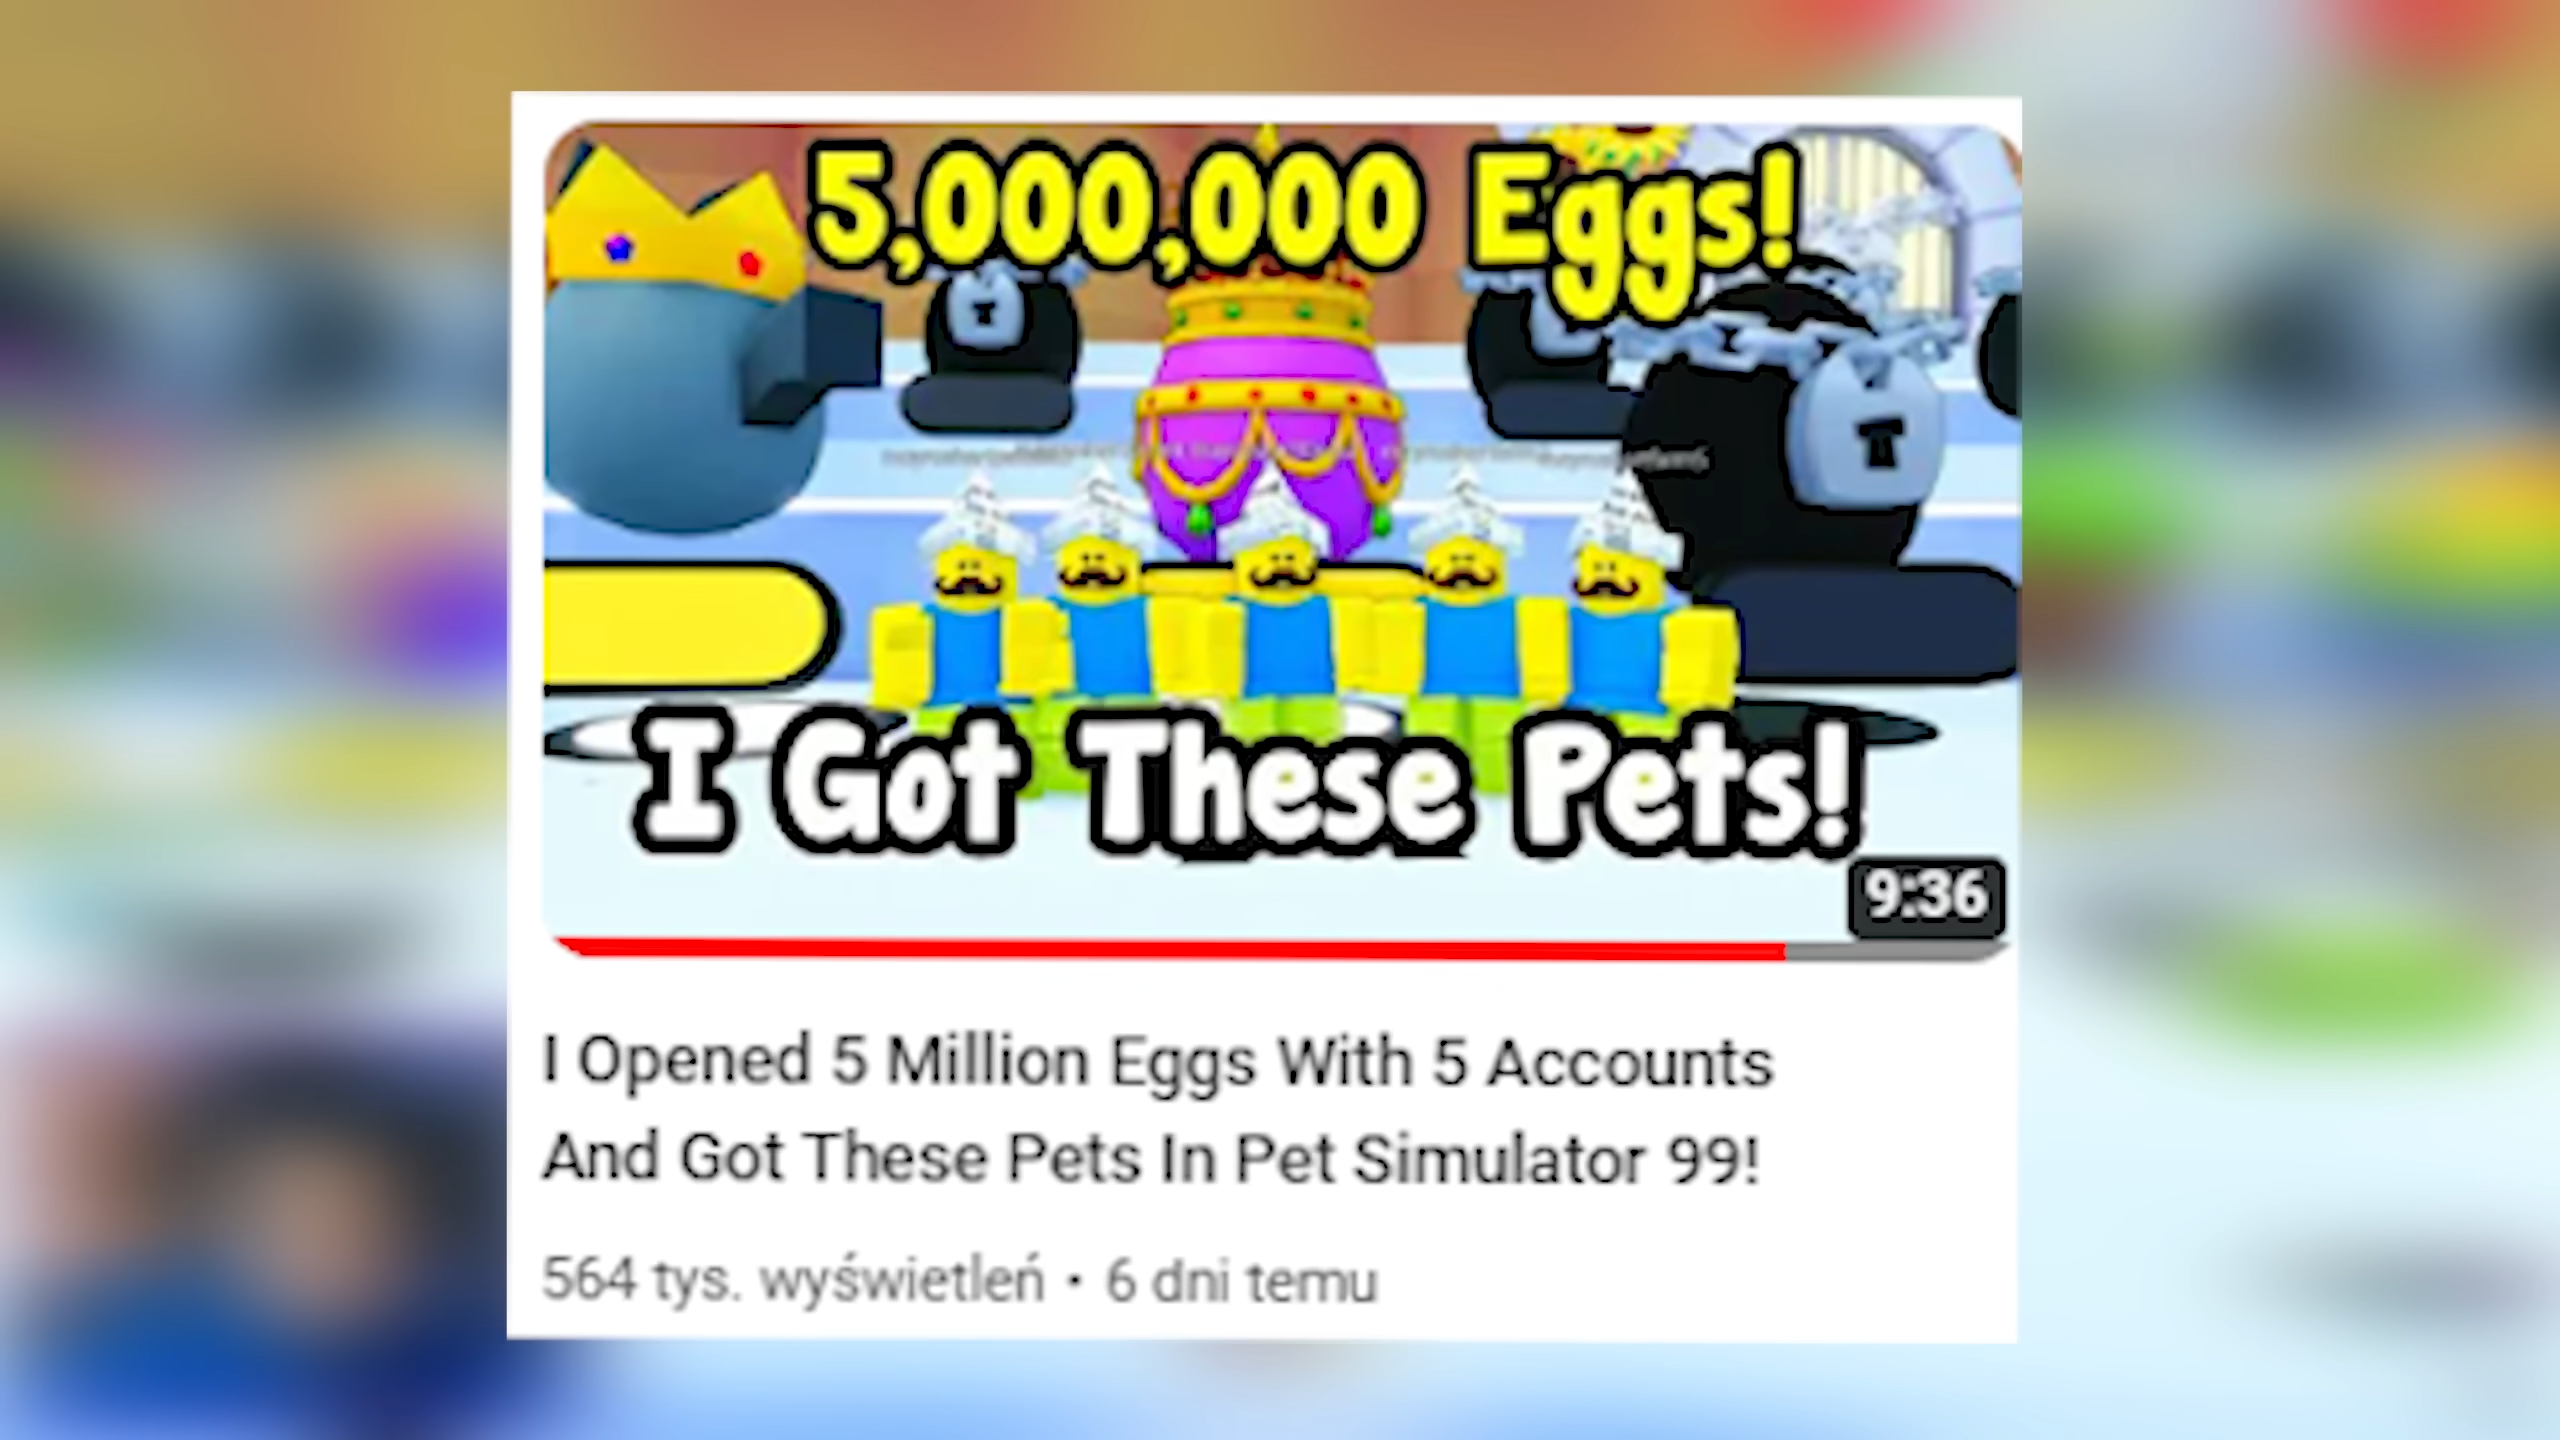 5,000,000 Eggs!
I Got These Pets!
9:36
I Opened 5 Million Eggs With 5 Accounts
And Got These Pets In Pet Simulator 99!
564 tys. wyświetleń • 6 dni temu